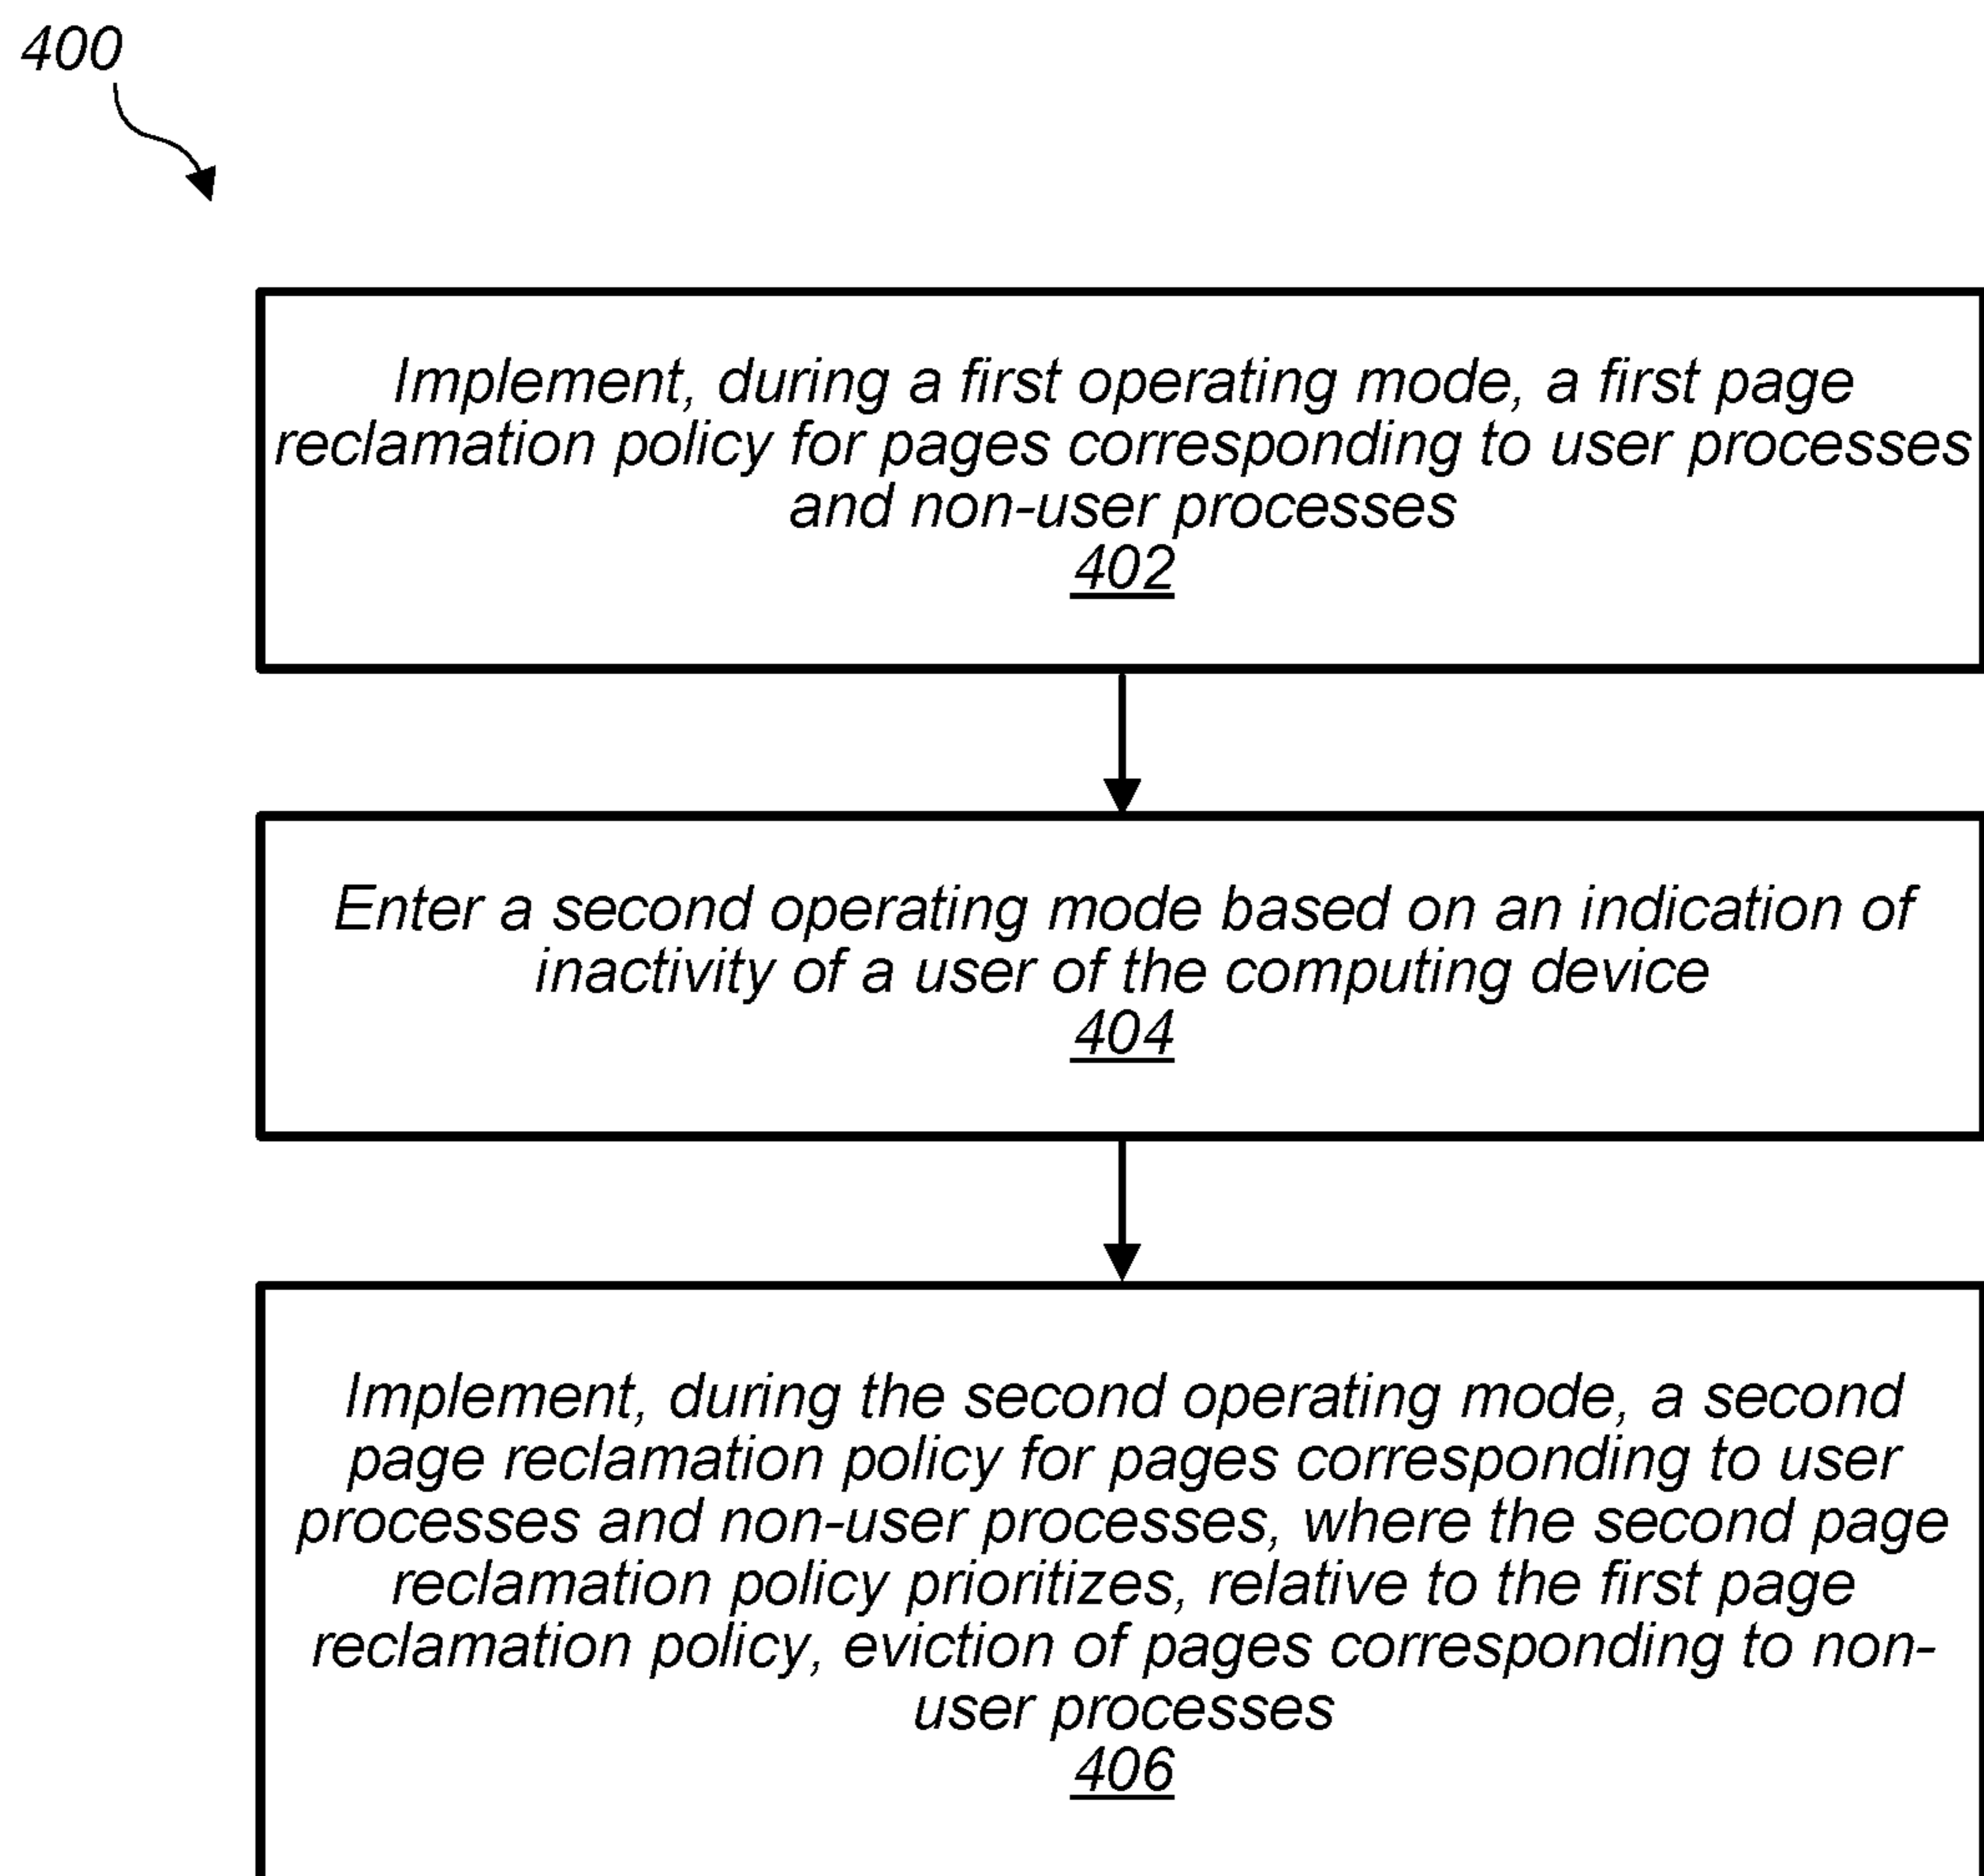 400
Implement, during a first operating mode, a first page
reclamation policy for pages corresponding to user processes
and non-user processes
402
Enter a second operating mode based on an indication of
inactivity of a user of the computing device
404
Implement, during the second operating mode, a second
page reclamation policy for pages corresponding to user
processes and non-user processes, where the second page
reclamation policy prioritizes, relative to the first page
reclamation policy, eviction of pages corresponding to non-
user processes
406